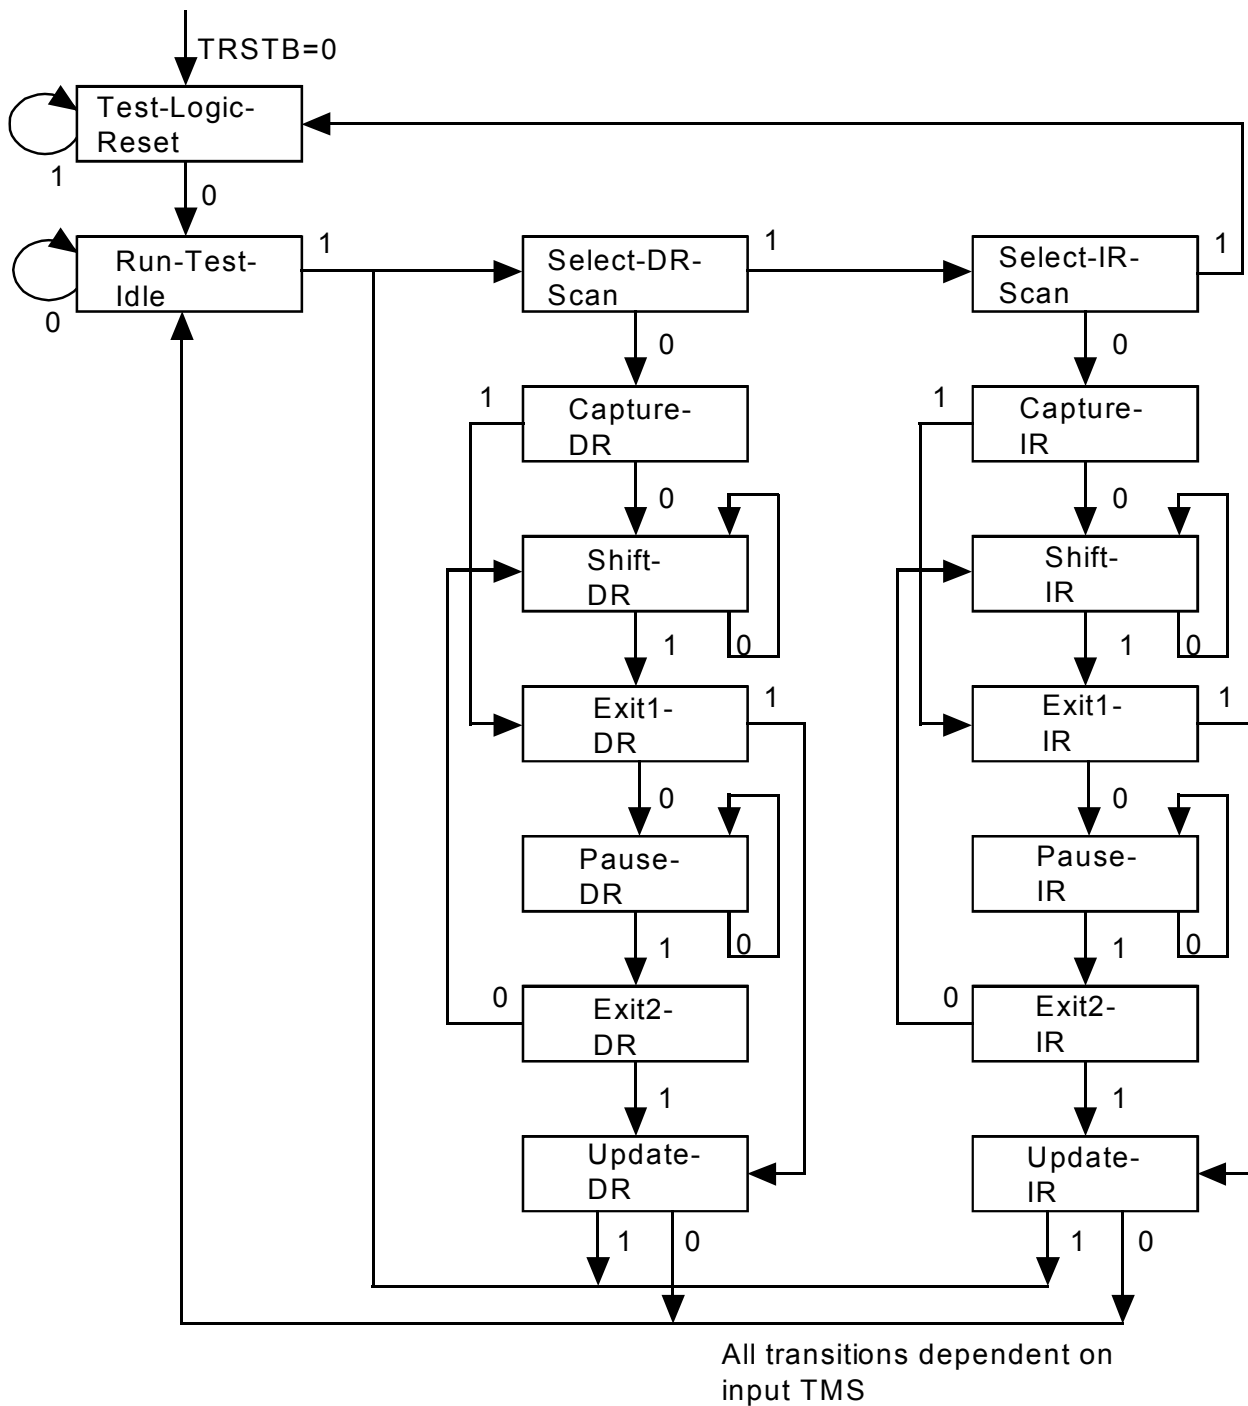 TRSTB=0
Test-Logic-
Reset
1
0
Run-Test-
Idle
1
0
Select-DR-
Scan
1
0
Select-IR-
Scan
1
0
Capture-
DR
1
0
Shift-
DR
0
1
Exit1-
DR
1
0
Pause-
DR
0
1
Exit2-
DR
0
1
Update-
DR
1
0
Capture-
IR
1
0
Shift-
IR
0
1
Exit1-
IR
1
0
Pause-
IR
0
1
Exit2-
IR
0
1
Update-
IR
1
0
All transitions dependent on
input TMS